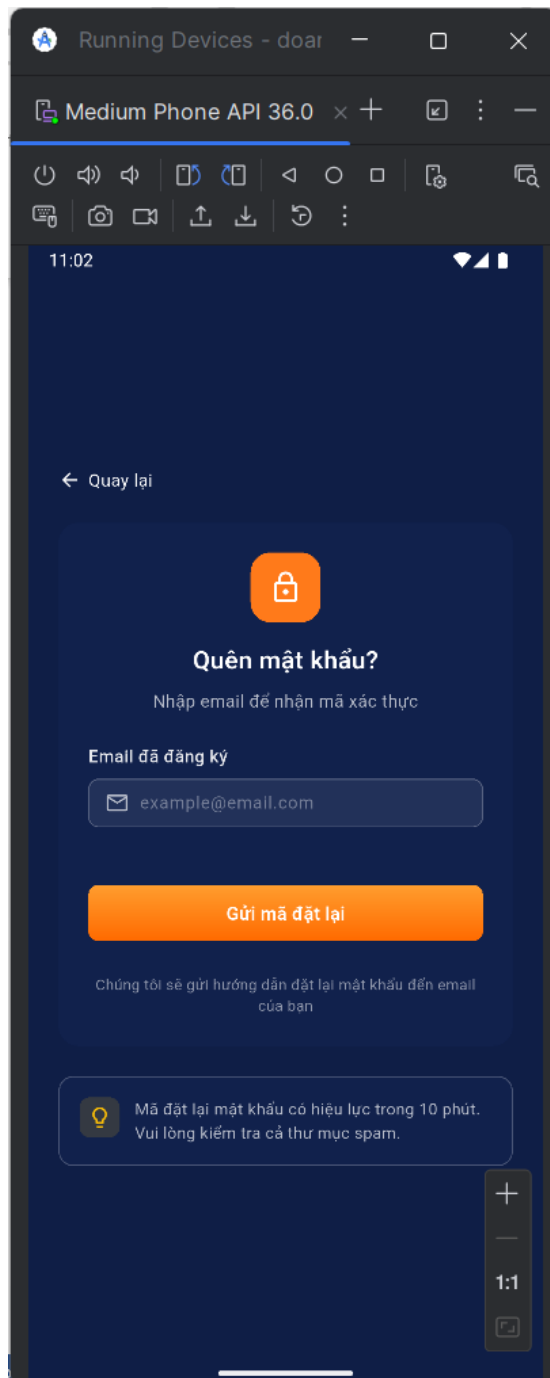 Running Devices - doar
Medium Phone API 36.0
11:02
Quay lại
Quên mật khẩu?
Nhập email để nhận mã xác thực
Email đã đăng ký
example@email.com
Gửi mã đặt lại
Chúng tôi sẽ gửi hướng dẫn đặt lại mật khẩu đến email
của bạn
Mã đặt lại mật khẩu có hiệu lực trong 10 phút.
Vui lòng kiểm tra cả thư mục spam.
1:1